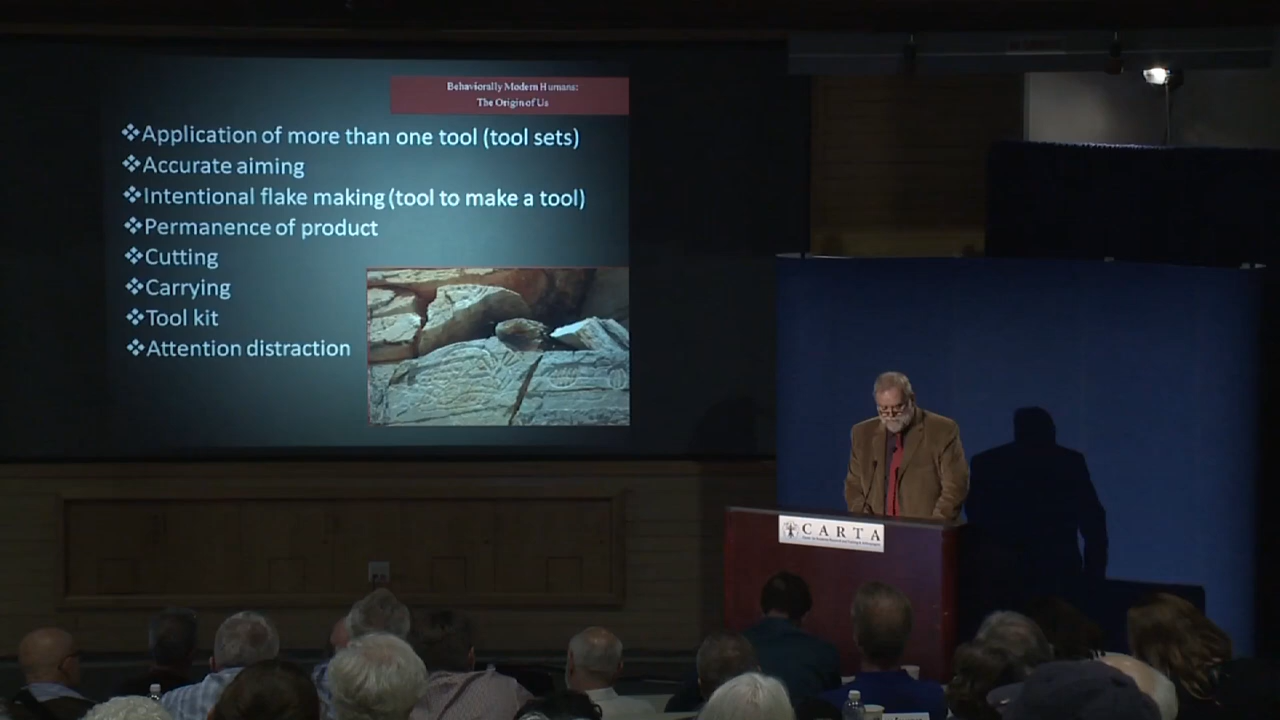 Behaviorally Modern Humans:
The Origin of Us
Application of more than one tool (tool sets)
Accurate aiming
Intentional flake making (tool to make a tool)
Permanence of product
Cutting
Carrying
Tool kit
Attention distraction
CARTA